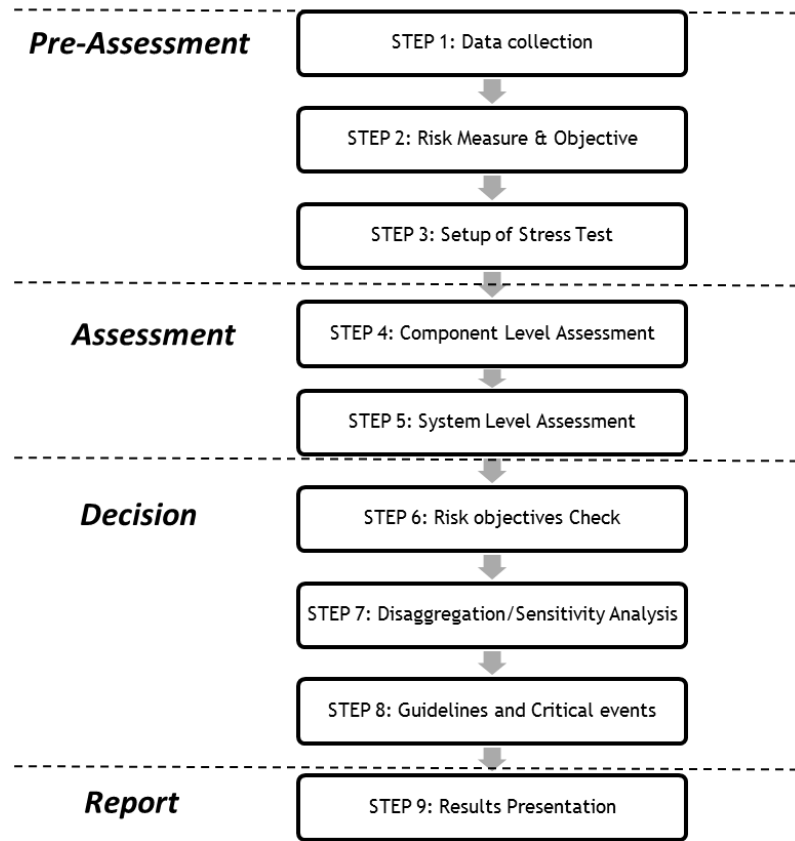 Pre-Assessment
STEP 1: Data collection
STEP 2: Risk Measure & Objective
STEP 3: Setup of Stress Test
Assessment
STEP 4: Component Level Assessment
STEP 5: System Level Assessment
Decision
STEP 6: Risk objectives Check
STEP 7: Disaggregation/Sensitivity Analysis
STEP 8: Guidelines and Critical events
Report
STEP 9: Results Presentation